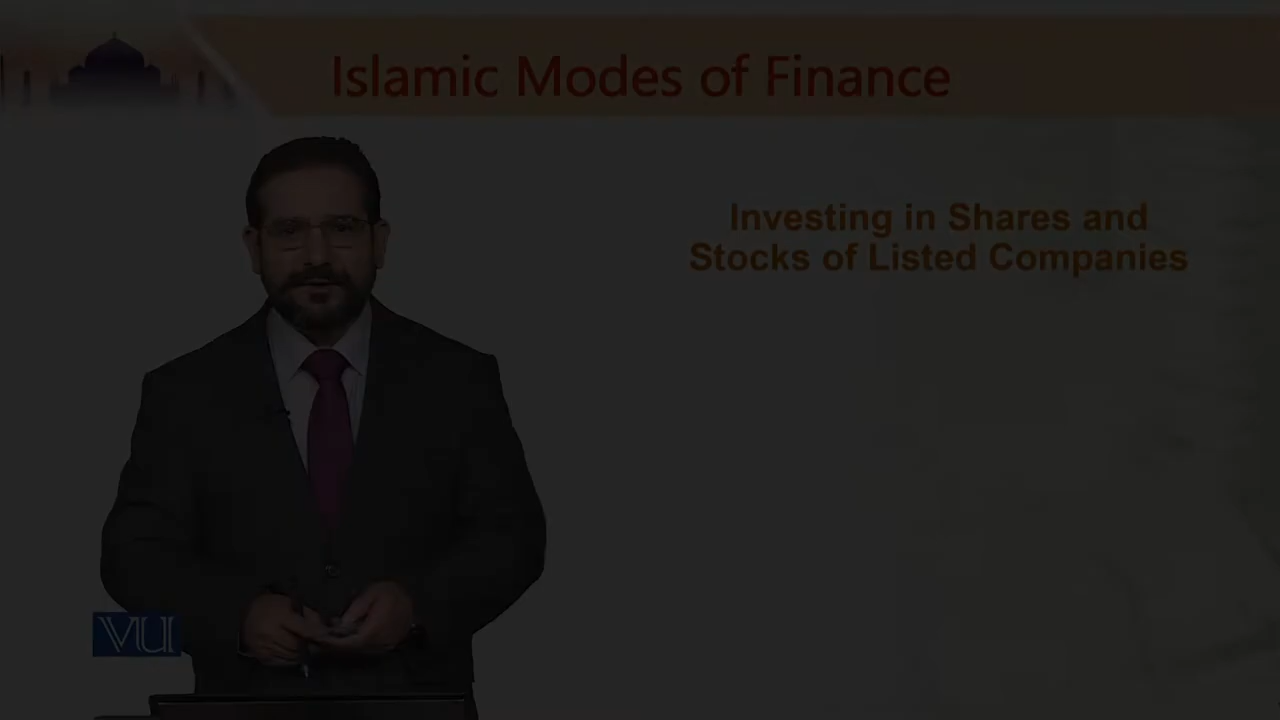 Islamic Modes of Finance
Investing in Shares and
Stocks of Listed Companies
VU